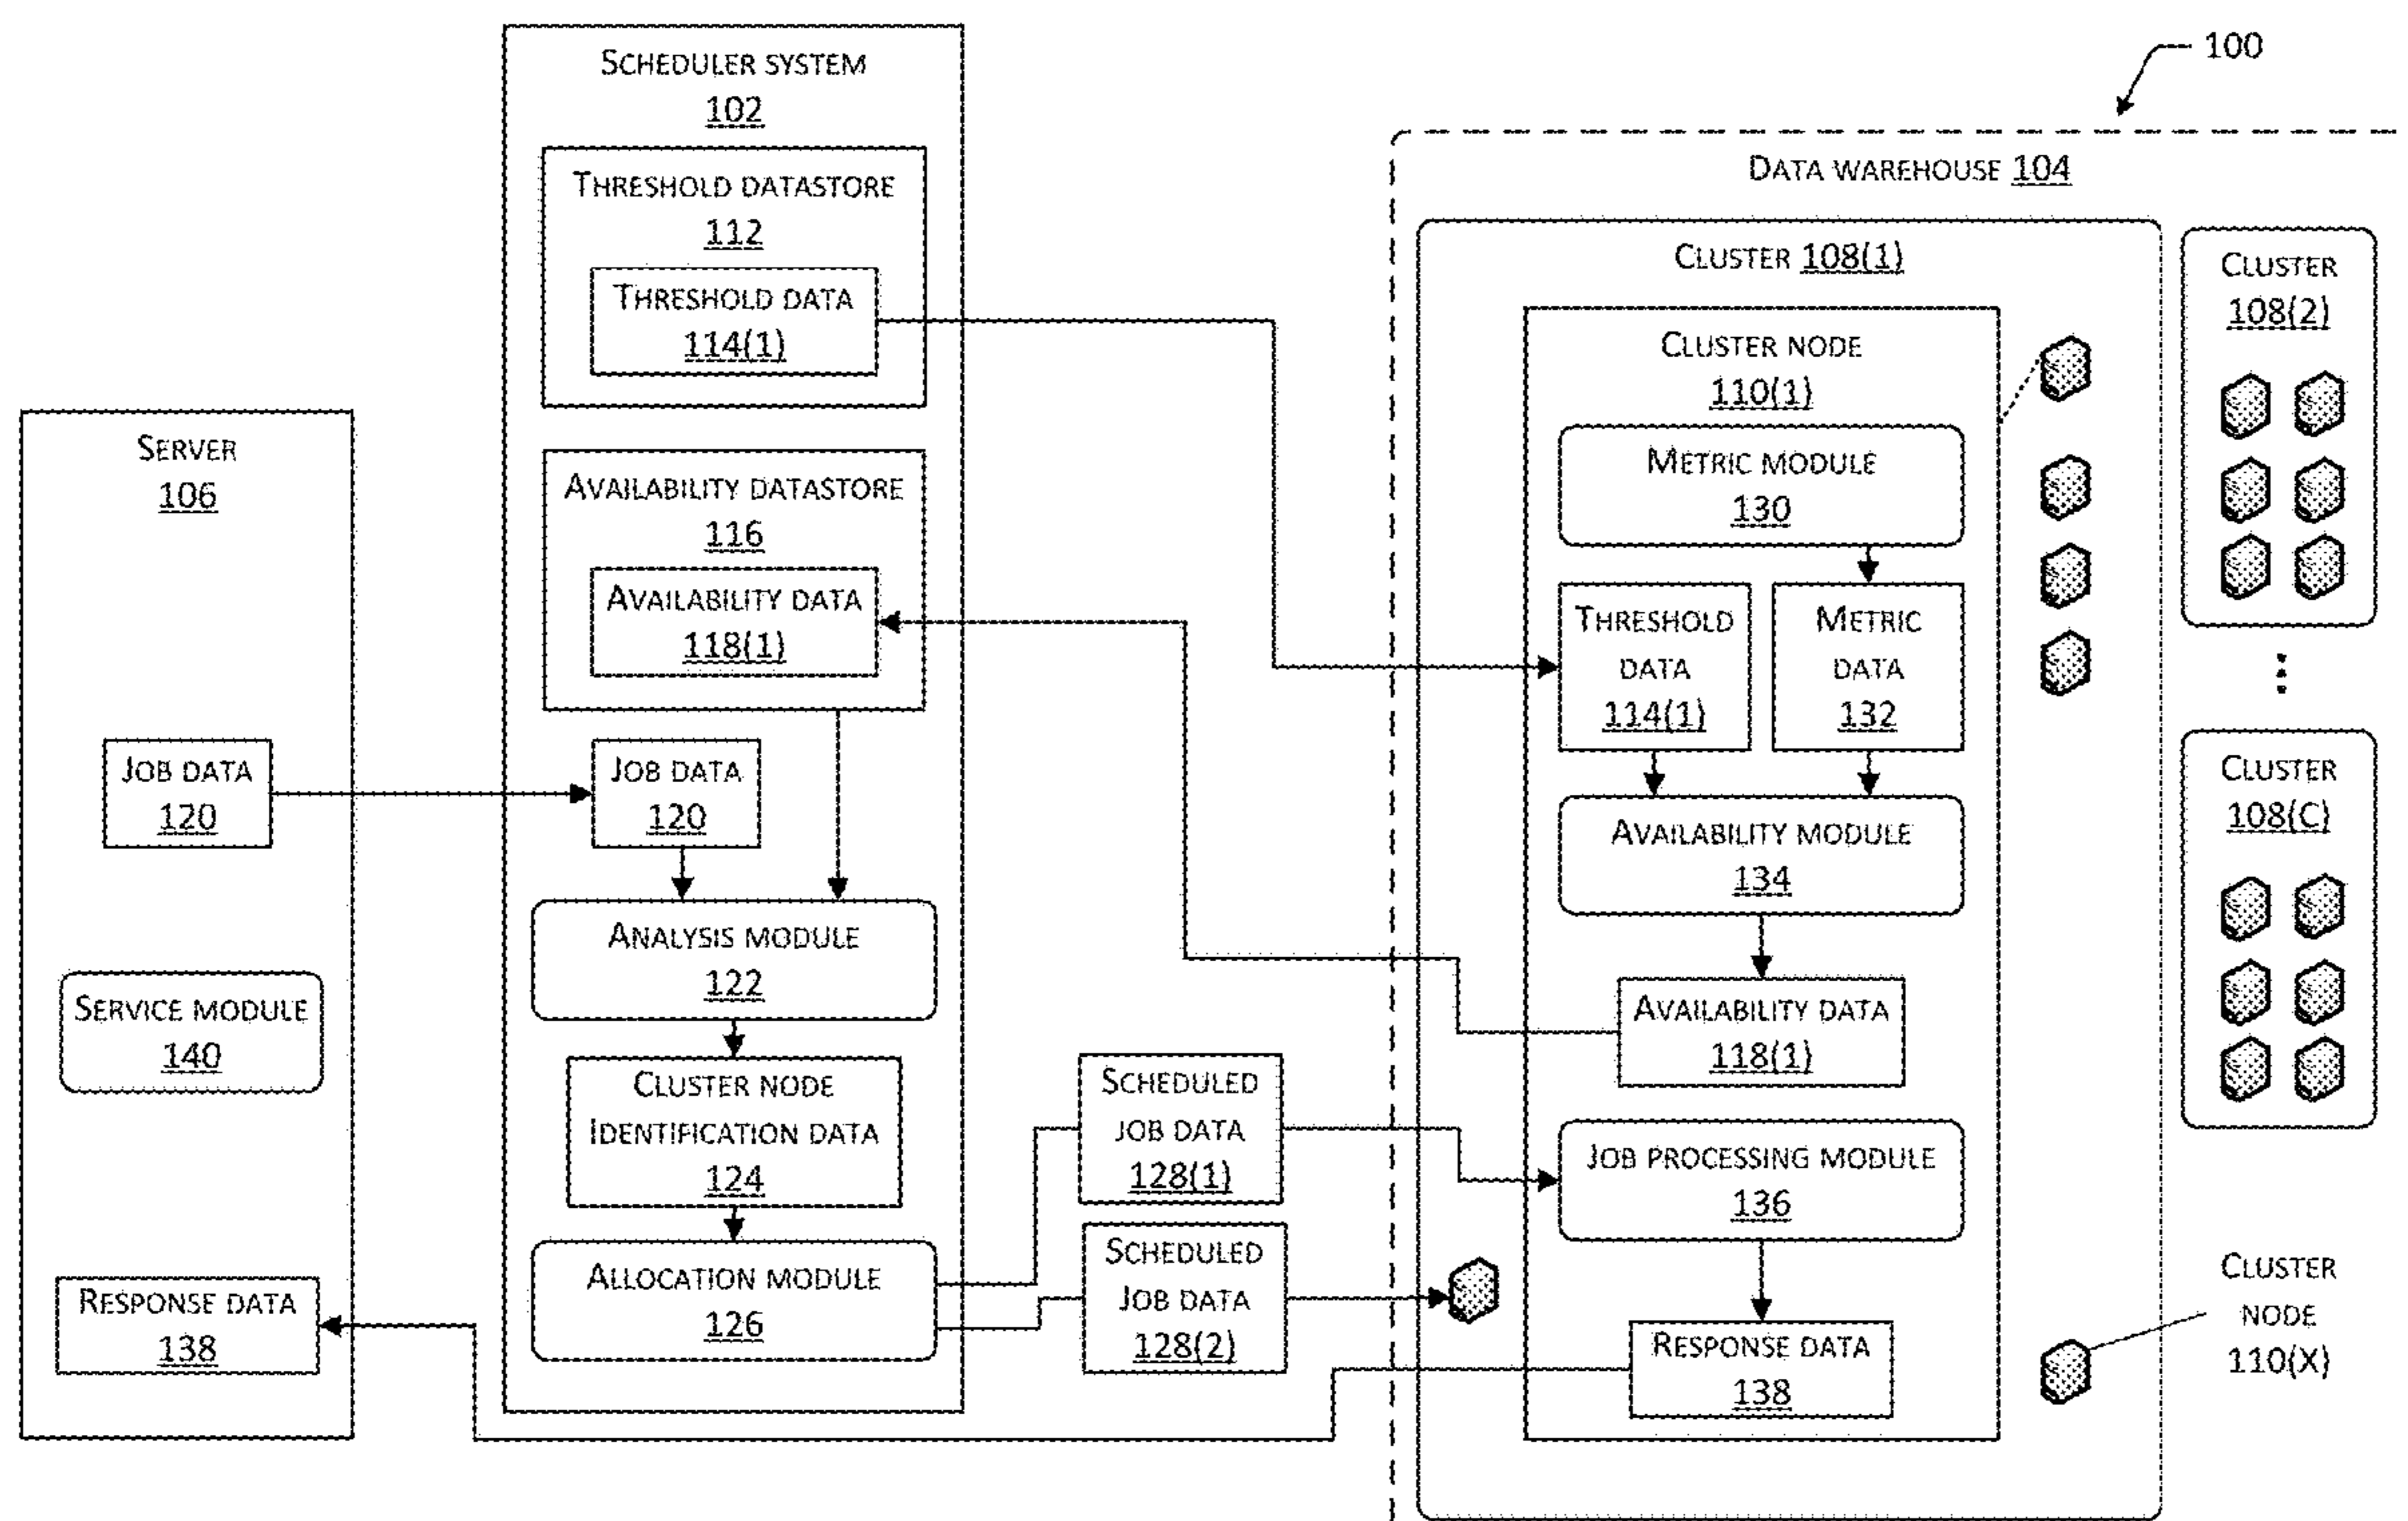 100
SCHEDULER SYSTEM
102
THRESHOLD DATASTORE
112
THRESHOLD DATA
114(1)
AVAILABILITY DATASTORE
116
AVAILABILITY DATA
118(1)
SERVER
106
JOB DATA
120
JOB DATA
120
SERVICE MODULE
140
ANALYSIS MODULE
122
CLUSTER NODE
IDENTIFICATION DATA
124
ALLOCATION MODULE
126
RESPONSE DATA
138
SCHEDULED
JOB DATA
128(1)
SCHEDULED
JOB DATA
128(2)
DATA WAREHOUSE 104
CLUSTER 108(1)
CLUSTER NODE
110(1)
METRIC MODULE
130
THRESHOLD
DATA
114(1)
METRIC
DATA
132
AVAILABILITY MODULE
134
AVAILABILITY DATA
118(1)
JOB PROCESSING MODULE
136
RESPONSE DATA
138
CLUSTER
108(2)
CLUSTER
108(C)
CLUSTER
NODE
110(X)